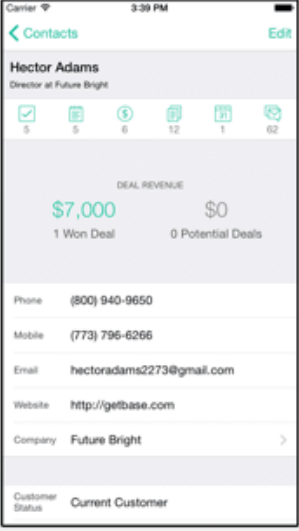 Carrier 3:39 PM
Contacts Edit
Hector Adams
Director at Future Bright
5 5 6 12 1 62
DEAL REVENUE
$7,000 $0
1 Won Deal 0 Potential Deals
Phone (800) 940-9650
Mobile (773) 796-6266
Email hectoradams2273@gmail.com
Website http://getbase.com
Company Future Bright
Customer Status Current Customer